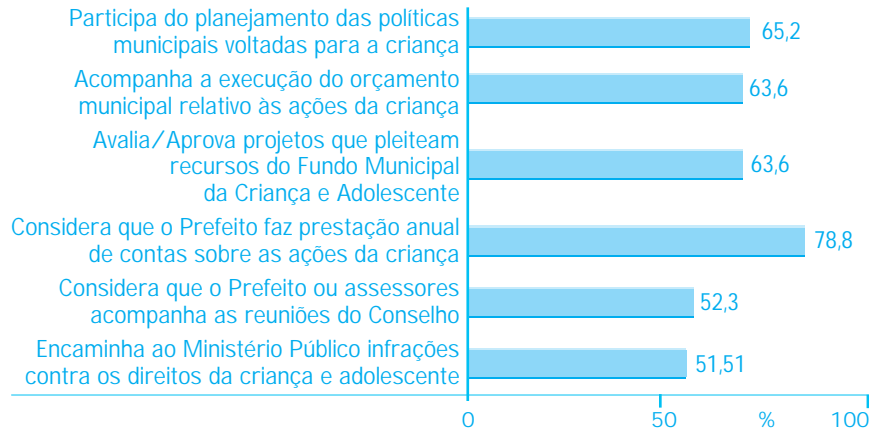 Participa do planejamento das políticas
municipais voltadas para a criança
65,2
Acompanha a execução do orçamento
municipal relativo às ações da criança
63,6
Avalia/Aprova projetos que pleiteam
recursos do Fundo Municipal
da Criança e Adolescente
63,6
Considera que o Prefeito faz prestação anual
de contas sobre as ações da criança
78,8
Considera que o Prefeito ou assessores
acompanha as reuniões do Conselho
52,3
Encaminha ao Ministério Público infrações
contra os direitos da criança e adolescente
51,51
0 50 % 100